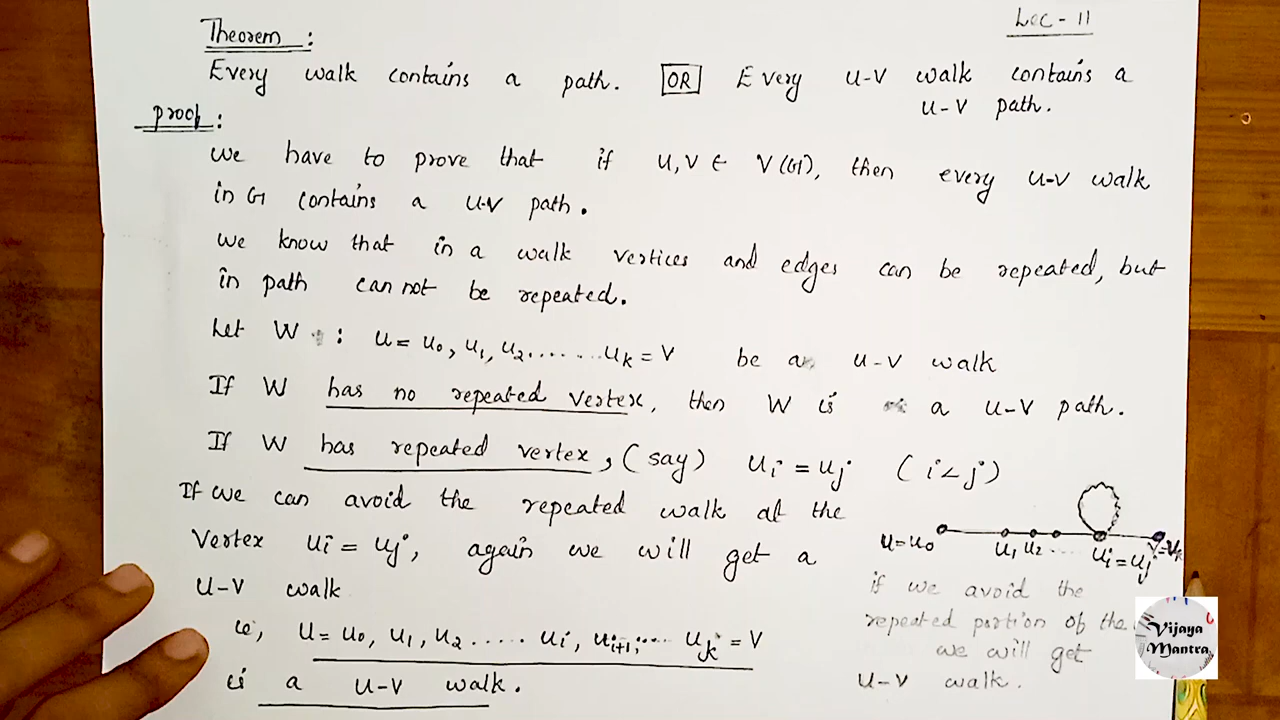 Lec - 11
Theorem :
Every walk contains a path. OR Every u-v walk contains a
u-v path.
proof :
We have to prove that if u, v ∈ V(G), then every u-v walk
in G contains a u-v path.
We know that in a walk vertices and edges can be repeated, but
in path can not be repeated.
Let W : u = u₀, u₁, u₂ ........ uₖ = v be a u-v walk
If W has no repeated vertex, then W is a u-v path.
If W has repeated vertex, (say) uᵢ = uⱼ (i < j)
If we can avoid the repeated walk at the
vertex uᵢ = uⱼ, again we will get a
u-v walk
ie, u = u₀, u₁, u₂ ..... uᵢ, uᵢ₊₁, .... uₖ = v
is a u-v walk.
u = u₀ u₁ u₂ .... uᵢ = uⱼ
if we avoid the
repeated portion of the
we will get
u-v walk.
Vijaya
Mantra